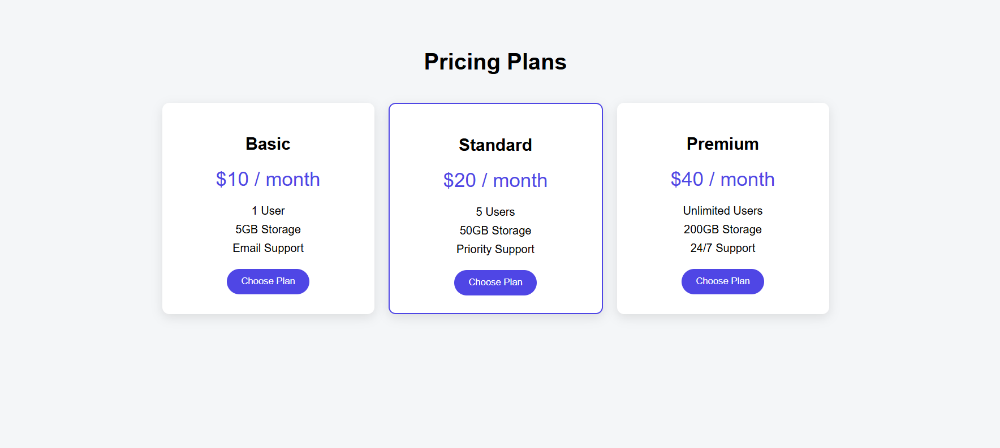 Pricing Plans
Basic
$10 / month
1 User
5GB Storage
Email Support
Choose Plan
Standard
$20 / month
5 Users
50GB Storage
Priority Support
Choose Plan
Premium
$40 / month
Unlimited Users
200GB Storage
24/7 Support
Choose Plan